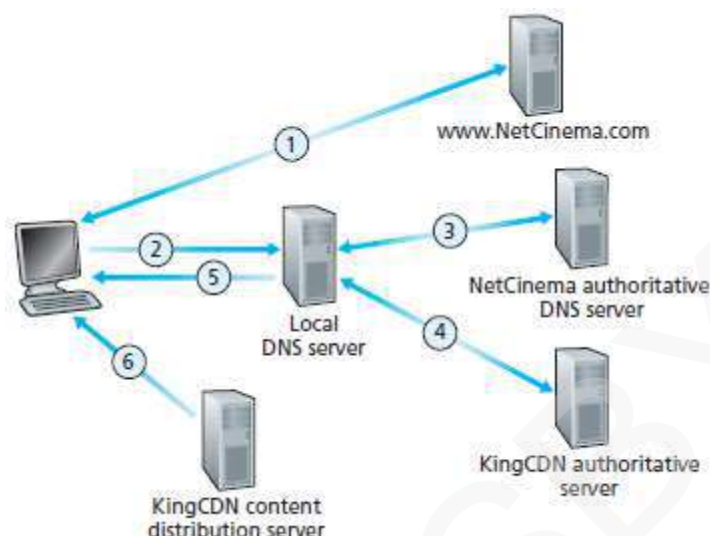 www.NetCinema.com
1
2
3
5
NetCinema authoritative
DNS server
Local
DNS server
4
6
KingCDN authoritative
server
KingCDN content
distribution server